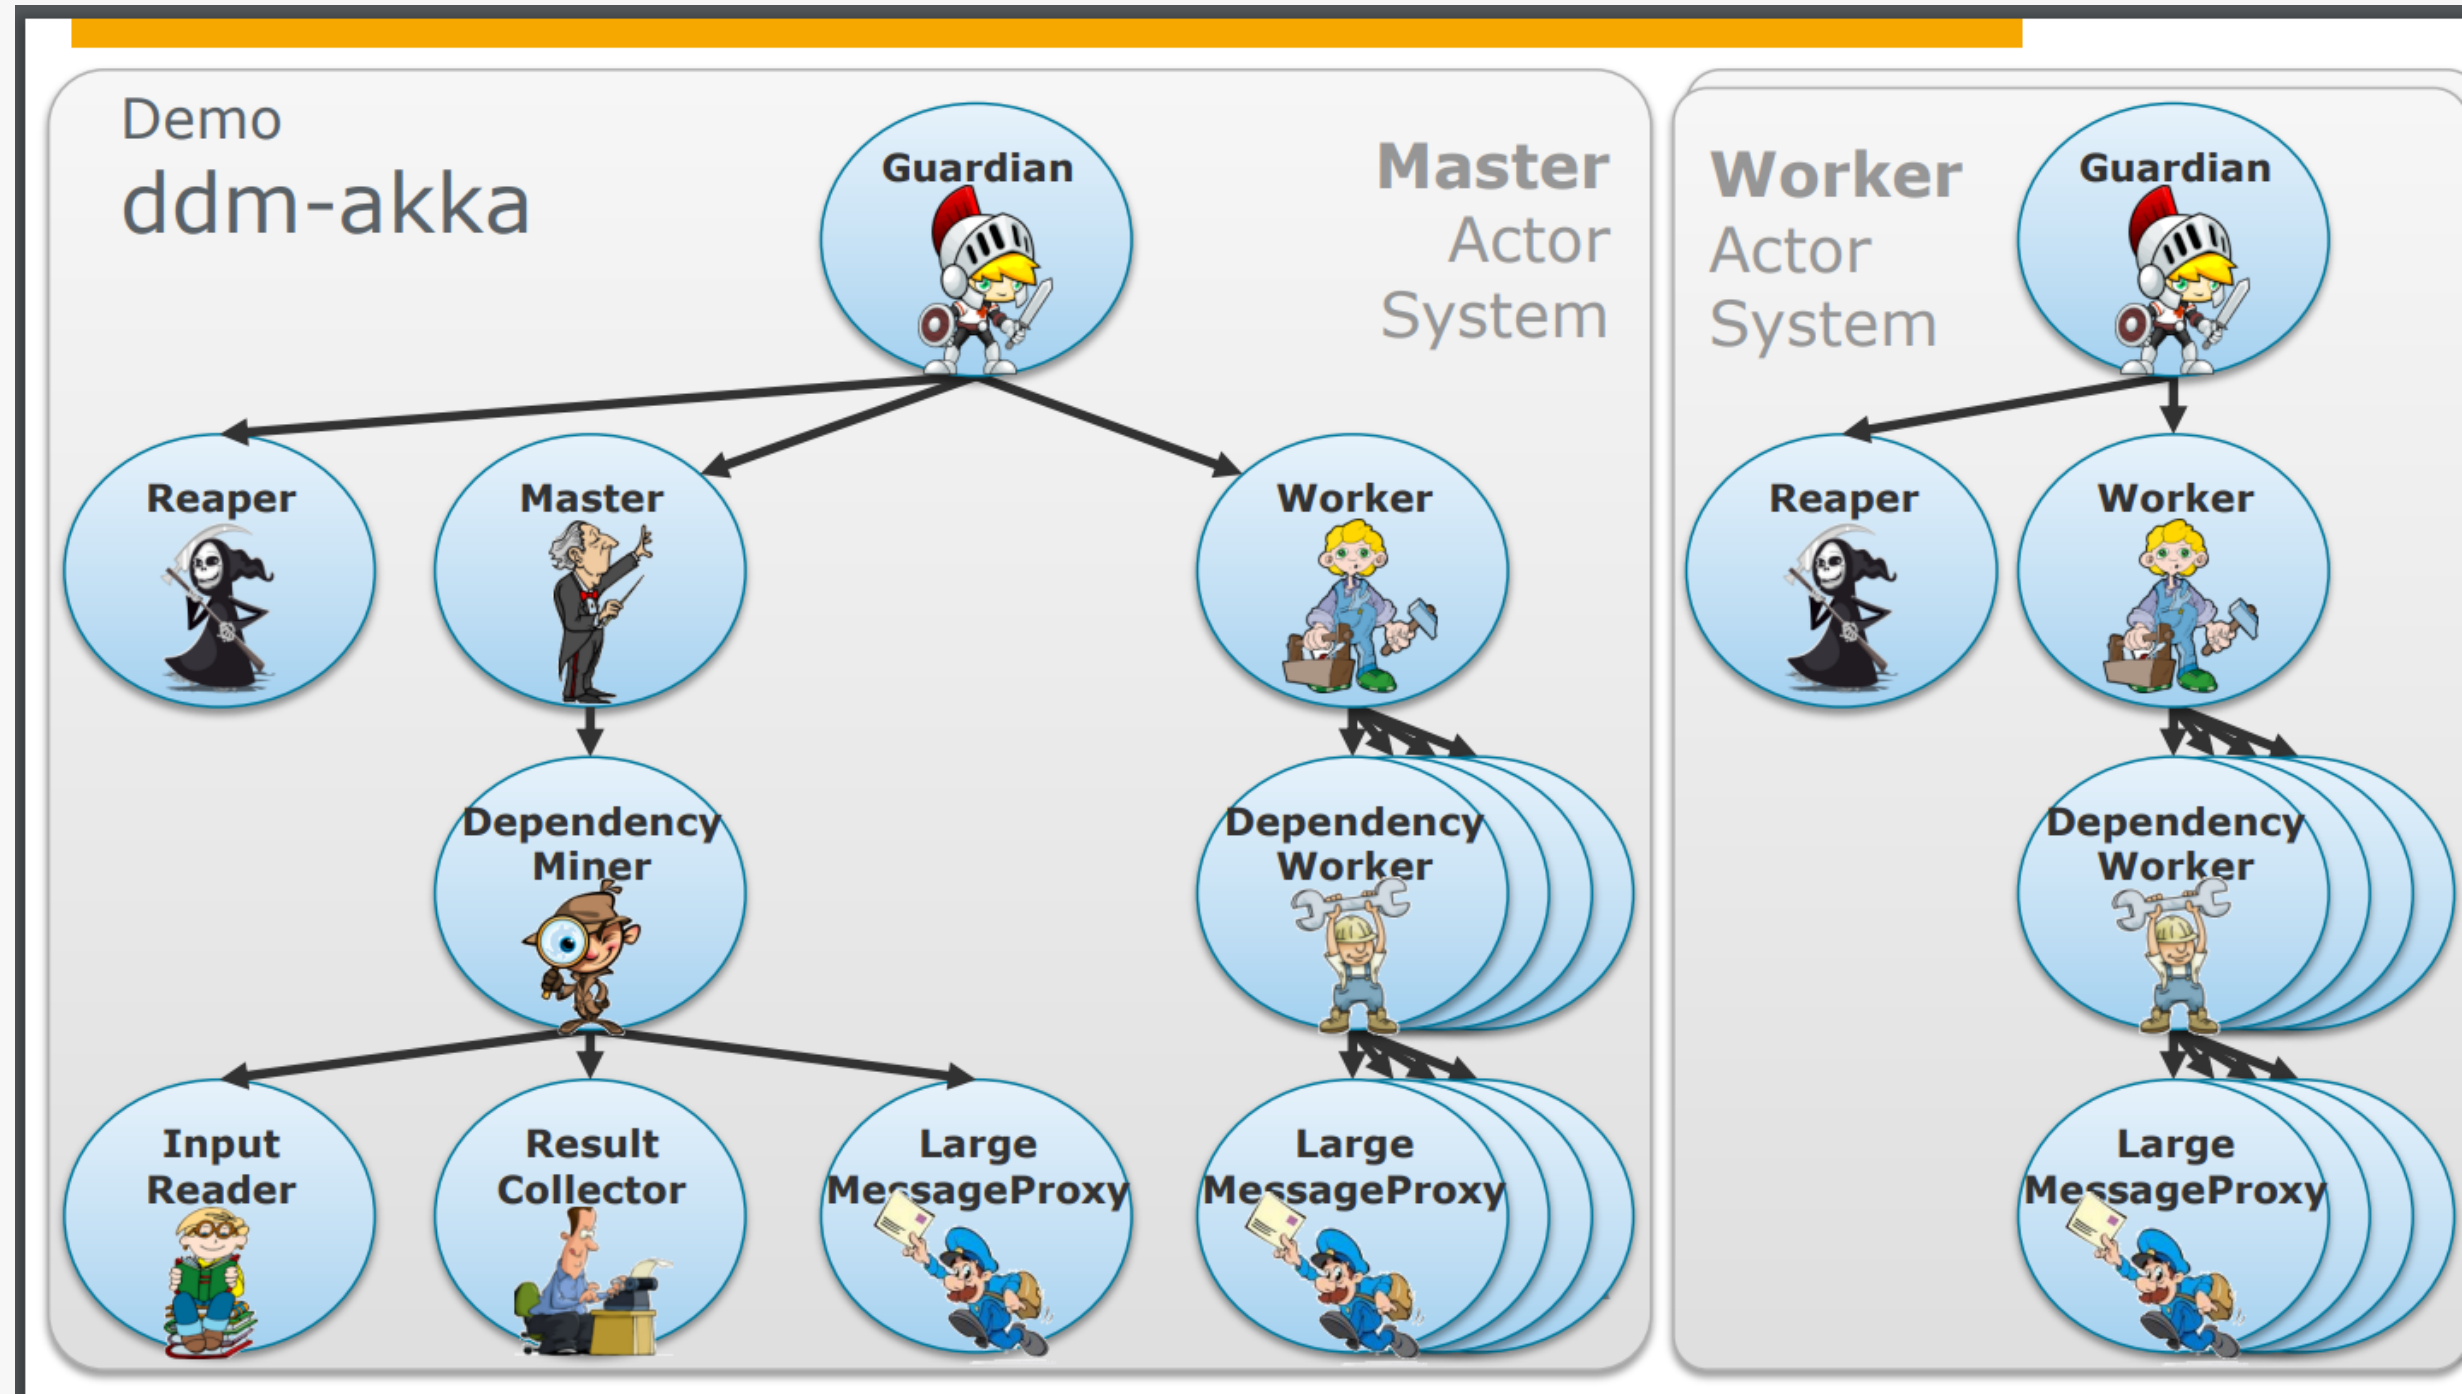 Demo
ddm-akka
Guardian
Master
Actor
System
Reaper
Master
Worker
Dependency
Miner
Dependency
Worker
Input
Reader
Result
Collector
Large
MessageProxy
Large
MessageProxy
Worker
Actor
System
Guardian
Reaper
Worker
Dependency
Worker
Large
MessageProxy